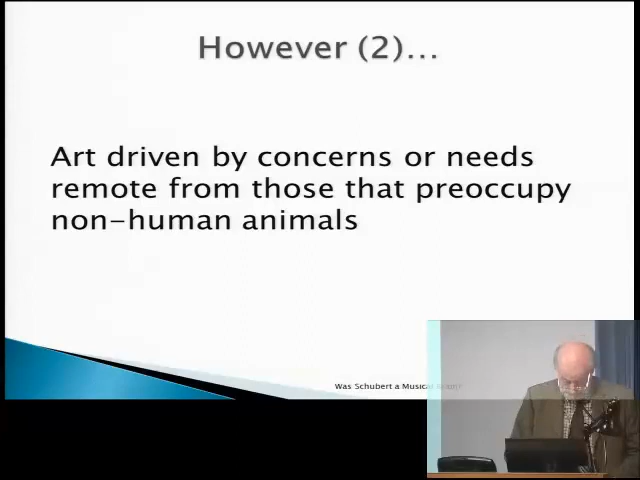 However (2)...
Art driven by concerns or needs
remote from those that preoccupy
non-human animals
Was Schubert a Musical